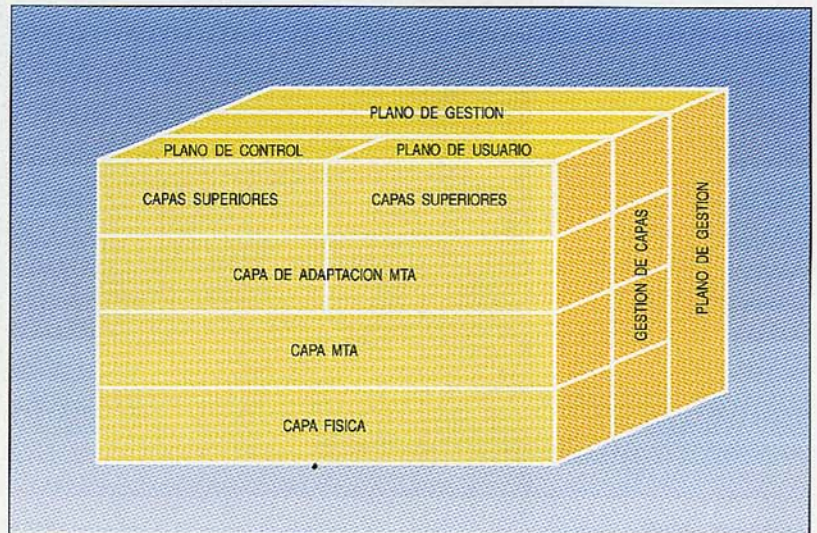 PLANO DE GESTION
PLANO DE CONTROL
PLANO DE USUARIO
CAPAS SUPERIORES
CAPAS SUPERIORES
CAPA DE ADAPTACION MTA
CAPA MTA
CAPA FISICA
GESTION DE CAPAS
PLANO DE GESTION